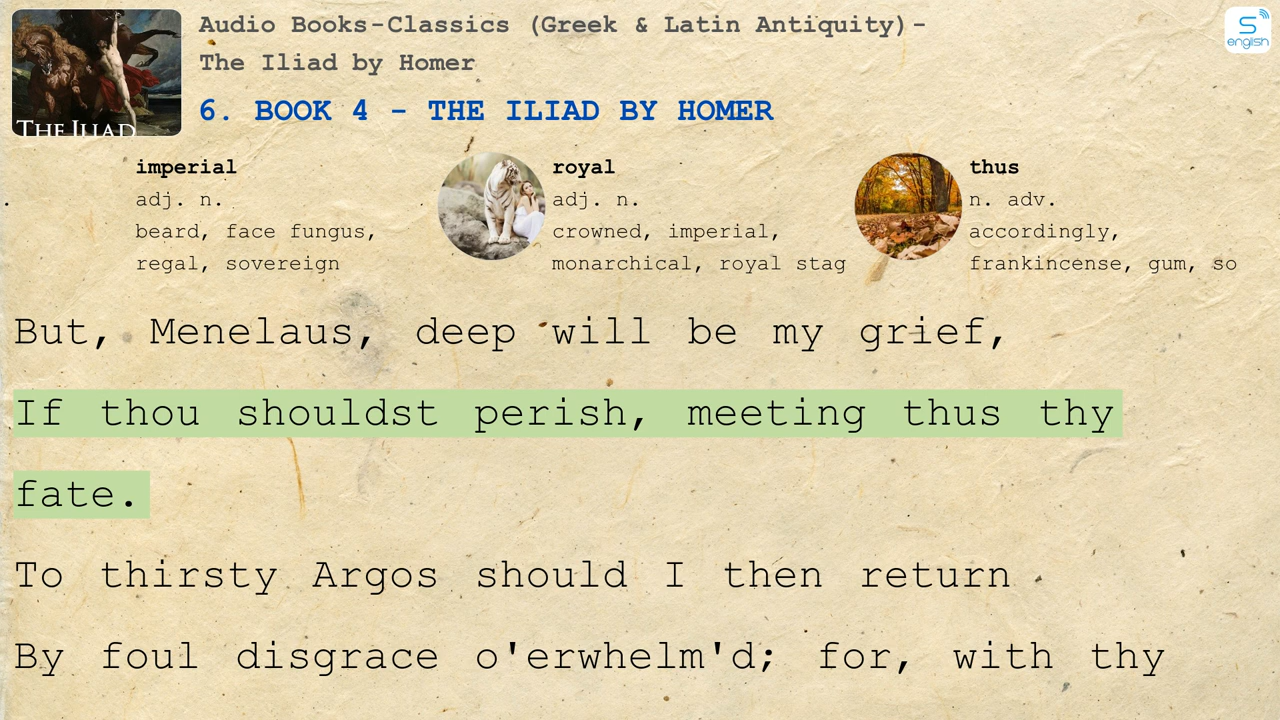 Audio Books-Classics (Greek & Latin Antiquity)-
The Iliad by Homer
6. BOOK 4 - THE ILIAD BY HOMER
THE ILIAD
S
english
imperial
adj. n.
beard, face fungus,
regal, sovereign
royal
adj. n.
crowned, imperial,
monarchical, royal stag
thus
n. adv.
accordingly,
frankincense, gum, so
But, Menelaus, deep will be my grief,
If thou shouldst perish, meeting thus thy
fate.
To thirsty Argos should I then return
By foul disgrace o'erwhelm'd; for, with thy